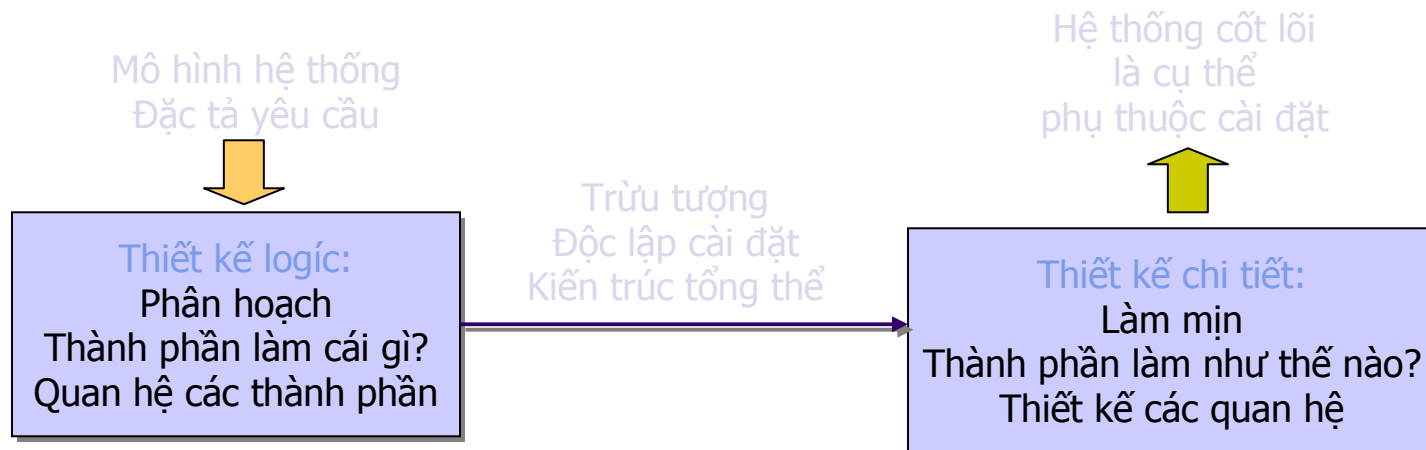 Mô hình hệ thống
Đặc tả yêu cầu
Thiết kế logíc:
Phân hoạch
Thành phần làm cái gì?
Quan hệ các thành phần
Trừu tượng
Độc lập cài đặt
Kiến trúc tổng thể
Hệ thống cốt lõi
là cụ thể
phụ thuộc cài đặt
Thiết kế chi tiết:
Làm mịn
Thành phần làm như thế nào?
Thiết kế các quan hệ